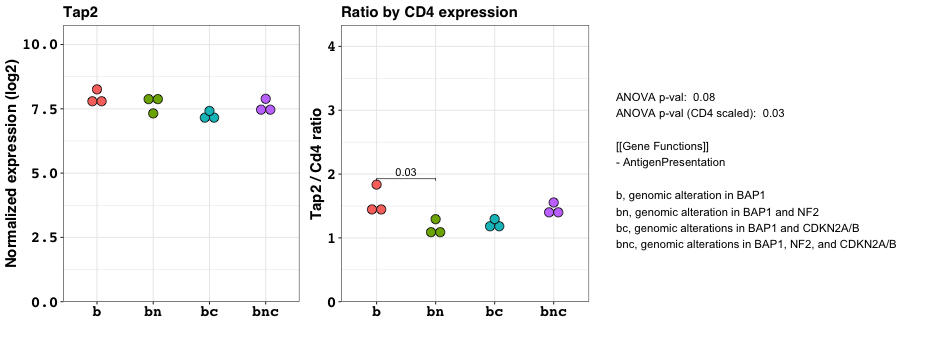 Tap2
Normalized expression (log2)
10.0
7.5
5.0
2.5
0.0
b bn bc bnc
Ratio by CD4 expression
Tap2 / Cd4 ratio
4
3
2
1
0
0.03
b bn bc bnc
ANOVA p-val: 0.08
ANOVA p-val (CD4 scaled): 0.03
[[Gene Functions]]
- AntigenPresentation
b, genomic alteration in BAP1
bn, genomic alteration in BAP1 and NF2
bc, genomic alterations in BAP1 and CDKN2A/B
bnc, genomic alterations in BAP1, NF2, and CDKN2A/B